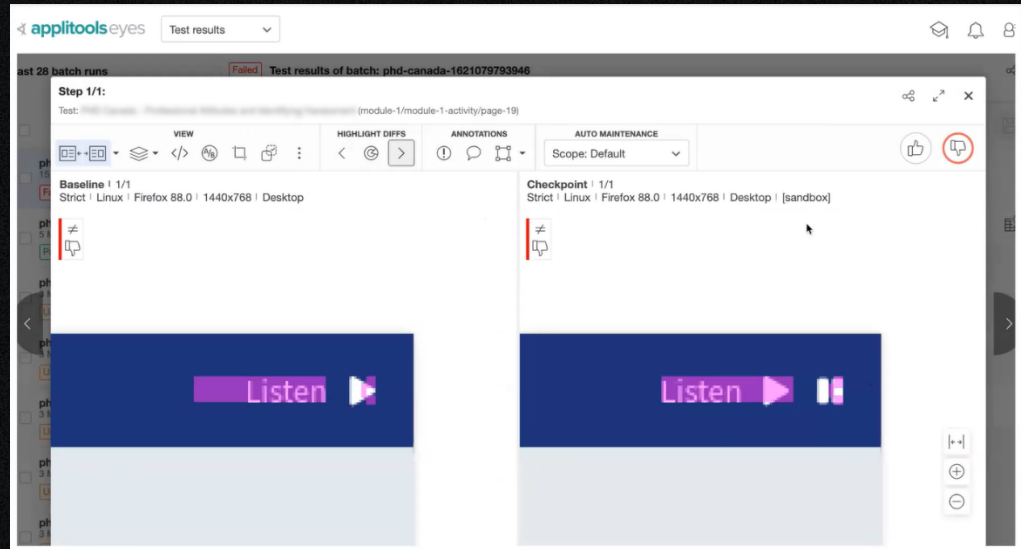 applitools eyes
Test results
ast 28 batch runs
Failed
Test results of batch: phd-canada-1621079793946
Step 1/1:
Test:
(module-1/module-1-activity/page-19)
VIEW
HIGHLIGHT DIFFS
ANNOTATIONS
AUTO MAINTENANCE
A/B
Scope: Default
Baseline | 1/1
Strict | Linux | Firefox 88.0 | 1440x768 | Desktop
Checkpoint | 1/1
Strict | Linux | Firefox 88.0 | 1440x768 | Desktop | [sandbox]
≠
≠
Listen
Listen